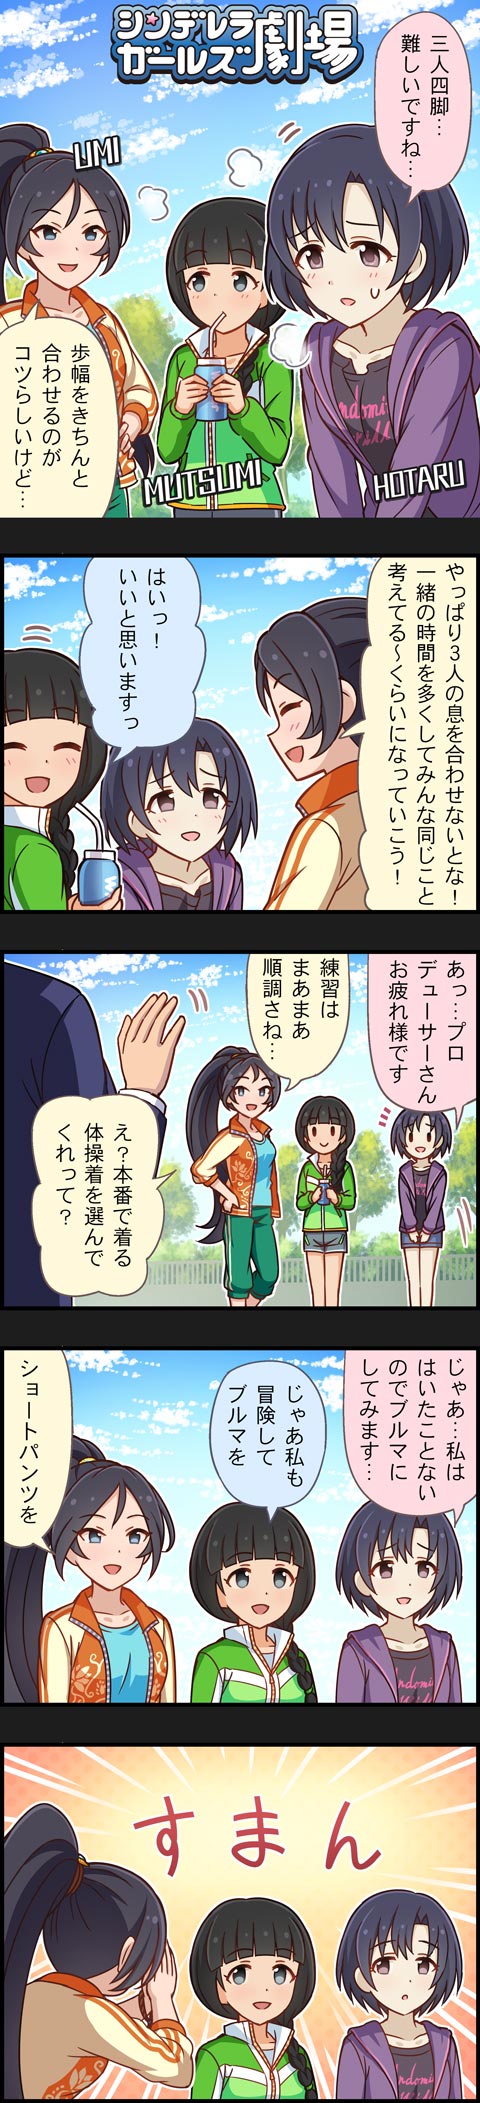 シンデレラ
ガールズ劇場
三人四脚…
難しいですね…
UMI
MUTSUMI
HOTARU
歩幅をきちんと
合わせるのが
コツらしいけど…
やっぱり3人の息を合わせないとな！
一緒の時間を多くしてみんな同じこと
考えてる～くらいになっていこう！
はいっ！
いいと思いますっ
あっ…プロ
デューサーさん
お疲れ様です
練習は
まあまあ
順調さね…
え？本番で着る
体操着を選んで
くれって？
じゃあ…私は
はいたことない
のでブルマに
してみます…
じゃあ私も
冒険して
ブルマを
ショートパンツを
すまん